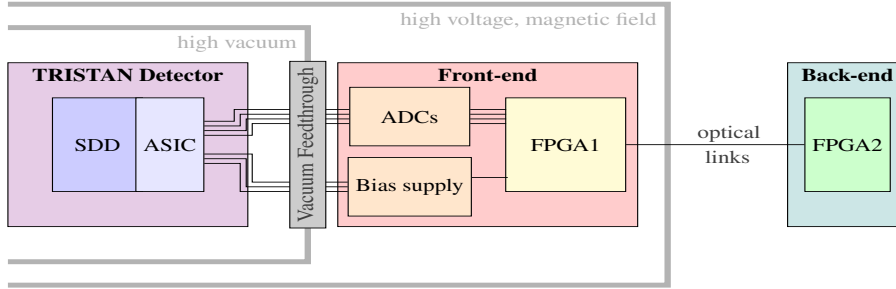 high voltage, magnetic field
high vacuum
TRISTAN Detector
Front-end
Back-end
SDD
ASIC
Vacuum Feedthrough
ADCs
Bias supply
FPGA1
optical
links
FPGA2